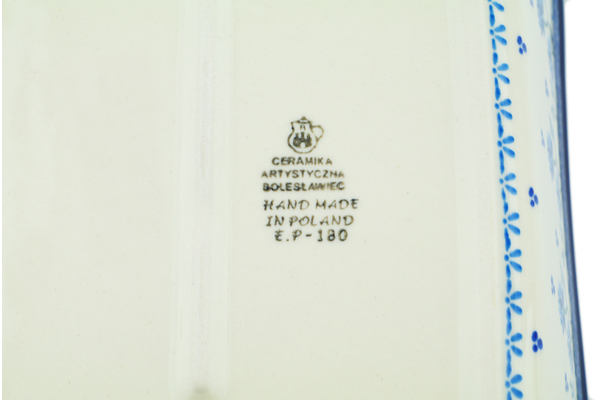 CERAMIKA
ARTYSTYCZNA
BOLESŁAWIEC
HAND MADE
IN POLAND
E.P-180